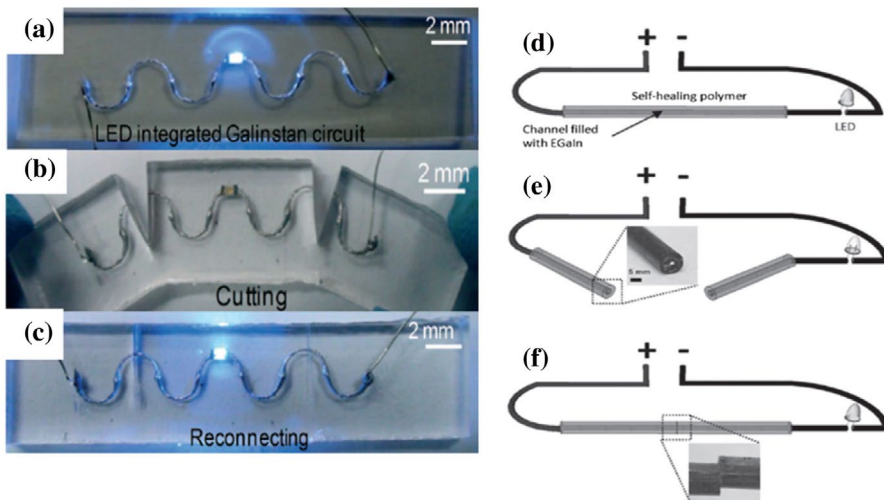 (a)
2 mm
LED integrated Galinstan circuit
(b)
2 mm
Cutting
(c)
2 mm
Reconnecting
(d)
+ -
Self-healing polymer
Channel filled
with EGaIn
LED
(e)
+ -
5 mm
(f)
+ -